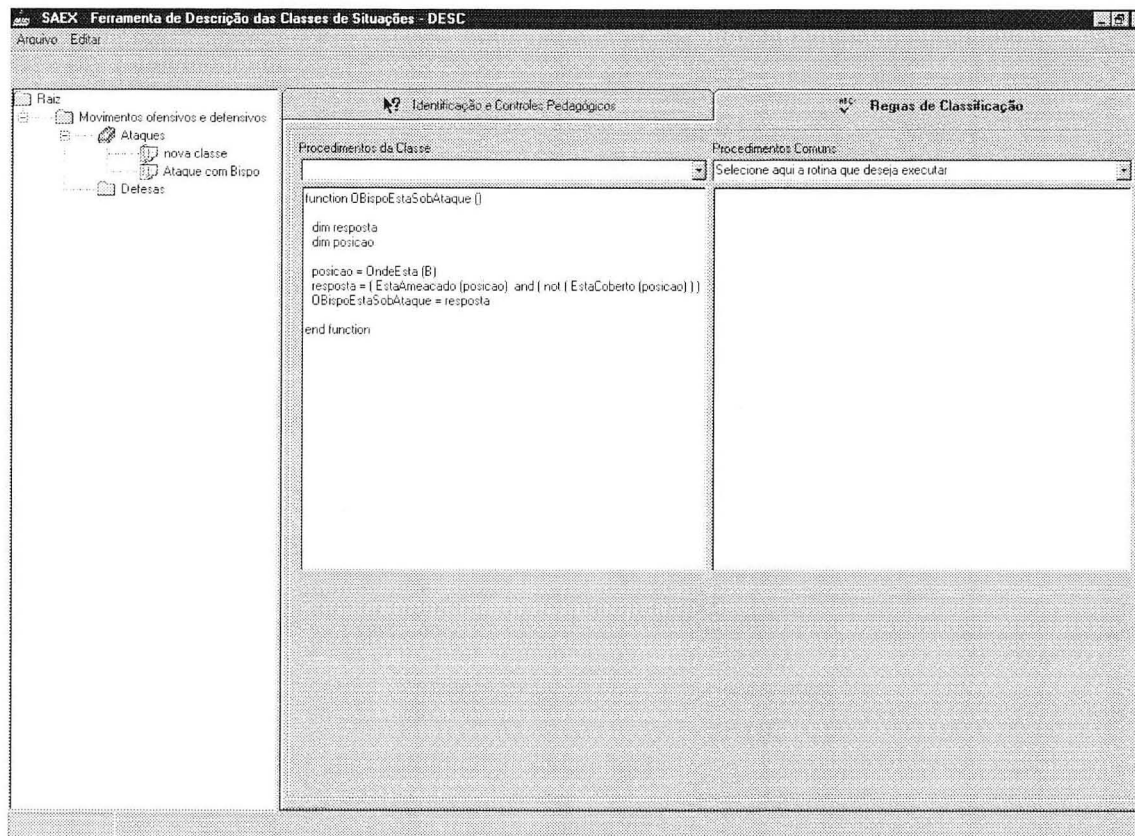 SAEX Ferramenta de Descrição das Classes de Situações - DESC
Arquivo Editar
Raiz
Movimentos ofensivos e defensivos
Ataques
nova classe
Ataque com Bispo
Defesas
Identificação e Controles Pedagógicos
Regras de Classificação
Procedimentos da Classe
Procedimentos Comuns
Selecione aqui a rotina que deseja executar
function OBispoEstaSobAtaque ()
dim resposta
dim posicao
posicao = OndeEsta (B)
resposta = ( EstaAmeacado (posicao) and ( not ( EstaCoberto (posicao) ) )
OBispoEstaSobAtaque = resposta
end function